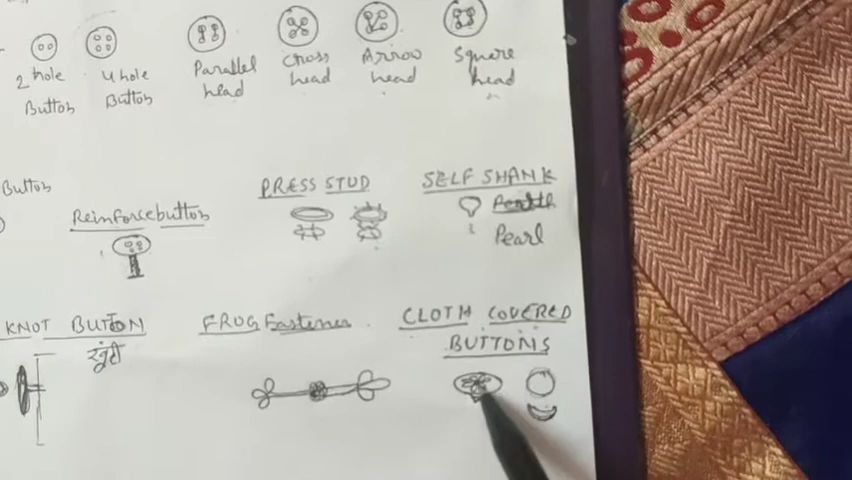 2 hole
Button
4 hole
Button
Parallel
head
Cross
head
Arrow
head
Square
head
Button
Reinforcebutton
PRESS STUD
SELF SHANK
Pearl
KNOT BUTTON
खूंटी
FROG Fastener
CLOTH COVERED
BUTTONS